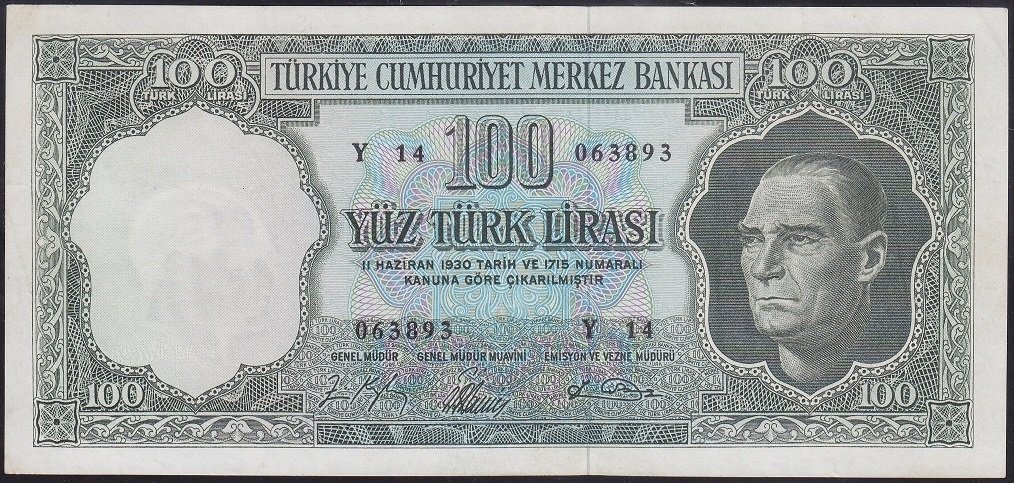 100 TÜRKİYE CUMHURİYET MERKEZ BANKASI 100
TÜRK LİRASI TÜRK LİRASI
Y 14 100 063893
YÜZ TÜRK LİRASI
11 HAZİRAN 1930 TARİH VE 1715 NUMARALI
KANUNA GÖRE ÇIKARILMIŞTIR
063893 Y 14
GENEL MÜDÜR GENEL MÜDÜR MUAVİNİ EMİSYON VE VEZNE MÜDÜRÜ
100 100